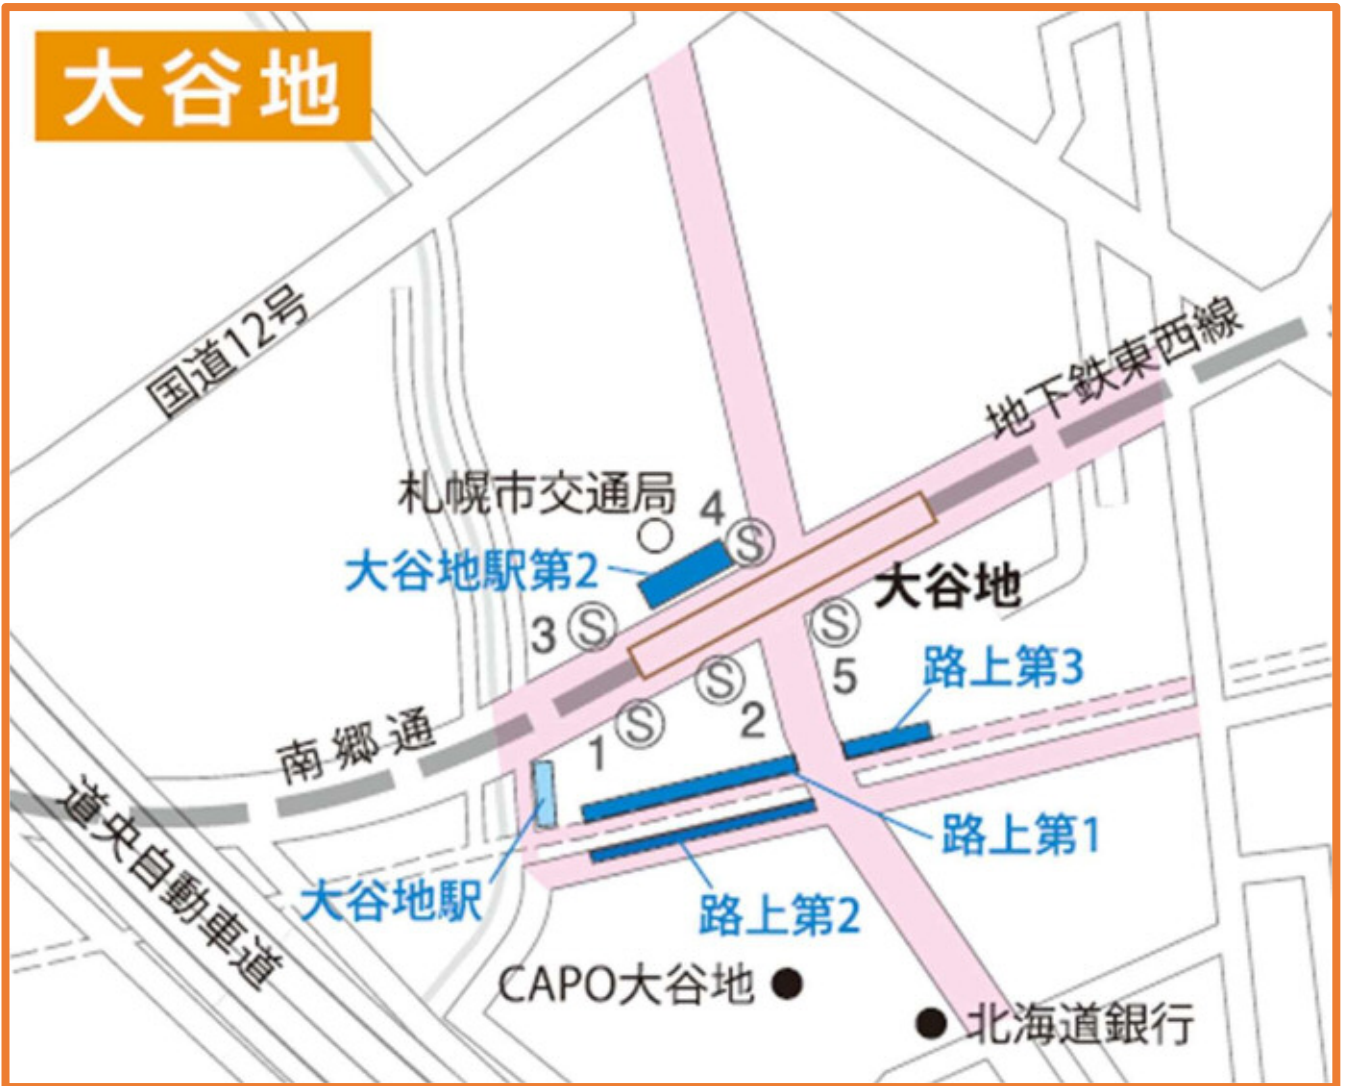 大谷地
国道12号
地下鉄東西線
札幌市交通局
4
大谷地駅第2
S
大谷地
3
S
S
5
路上第3
S
2
南郷通
S
1
路上第1
道央自動車道
大谷地駅
路上第2
CAPO大谷地
北海道銀行